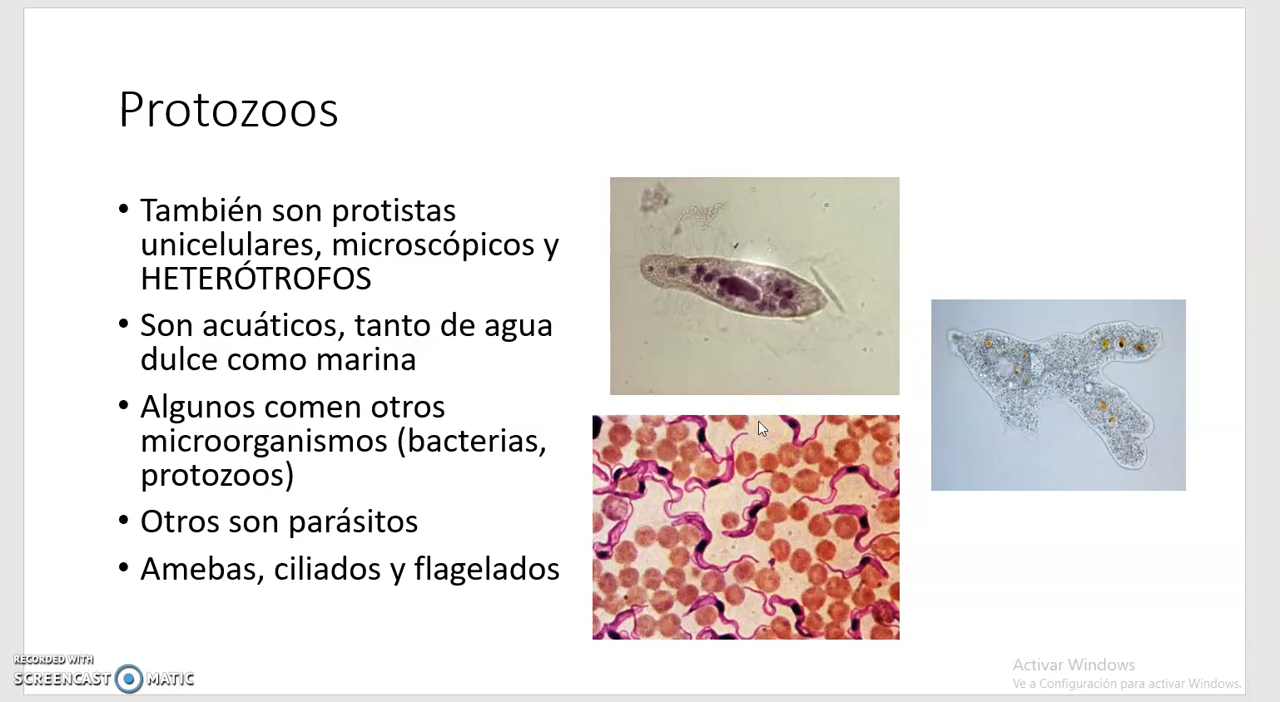 Protozoos
• También son protistas
unicelulares, microscópicos y
HETERÓTROFOS
• Son acuáticos, tanto de agua
dulce como marina
• Algunos comen otros
microorganismos (bacterias,
protozoos)
• Otros son parásitos
• Amebas, ciliados y flagelados
RECORDED WITH
SCREENCAST MATIC
Activar Windows
Ve a Configuración para activar Windows.